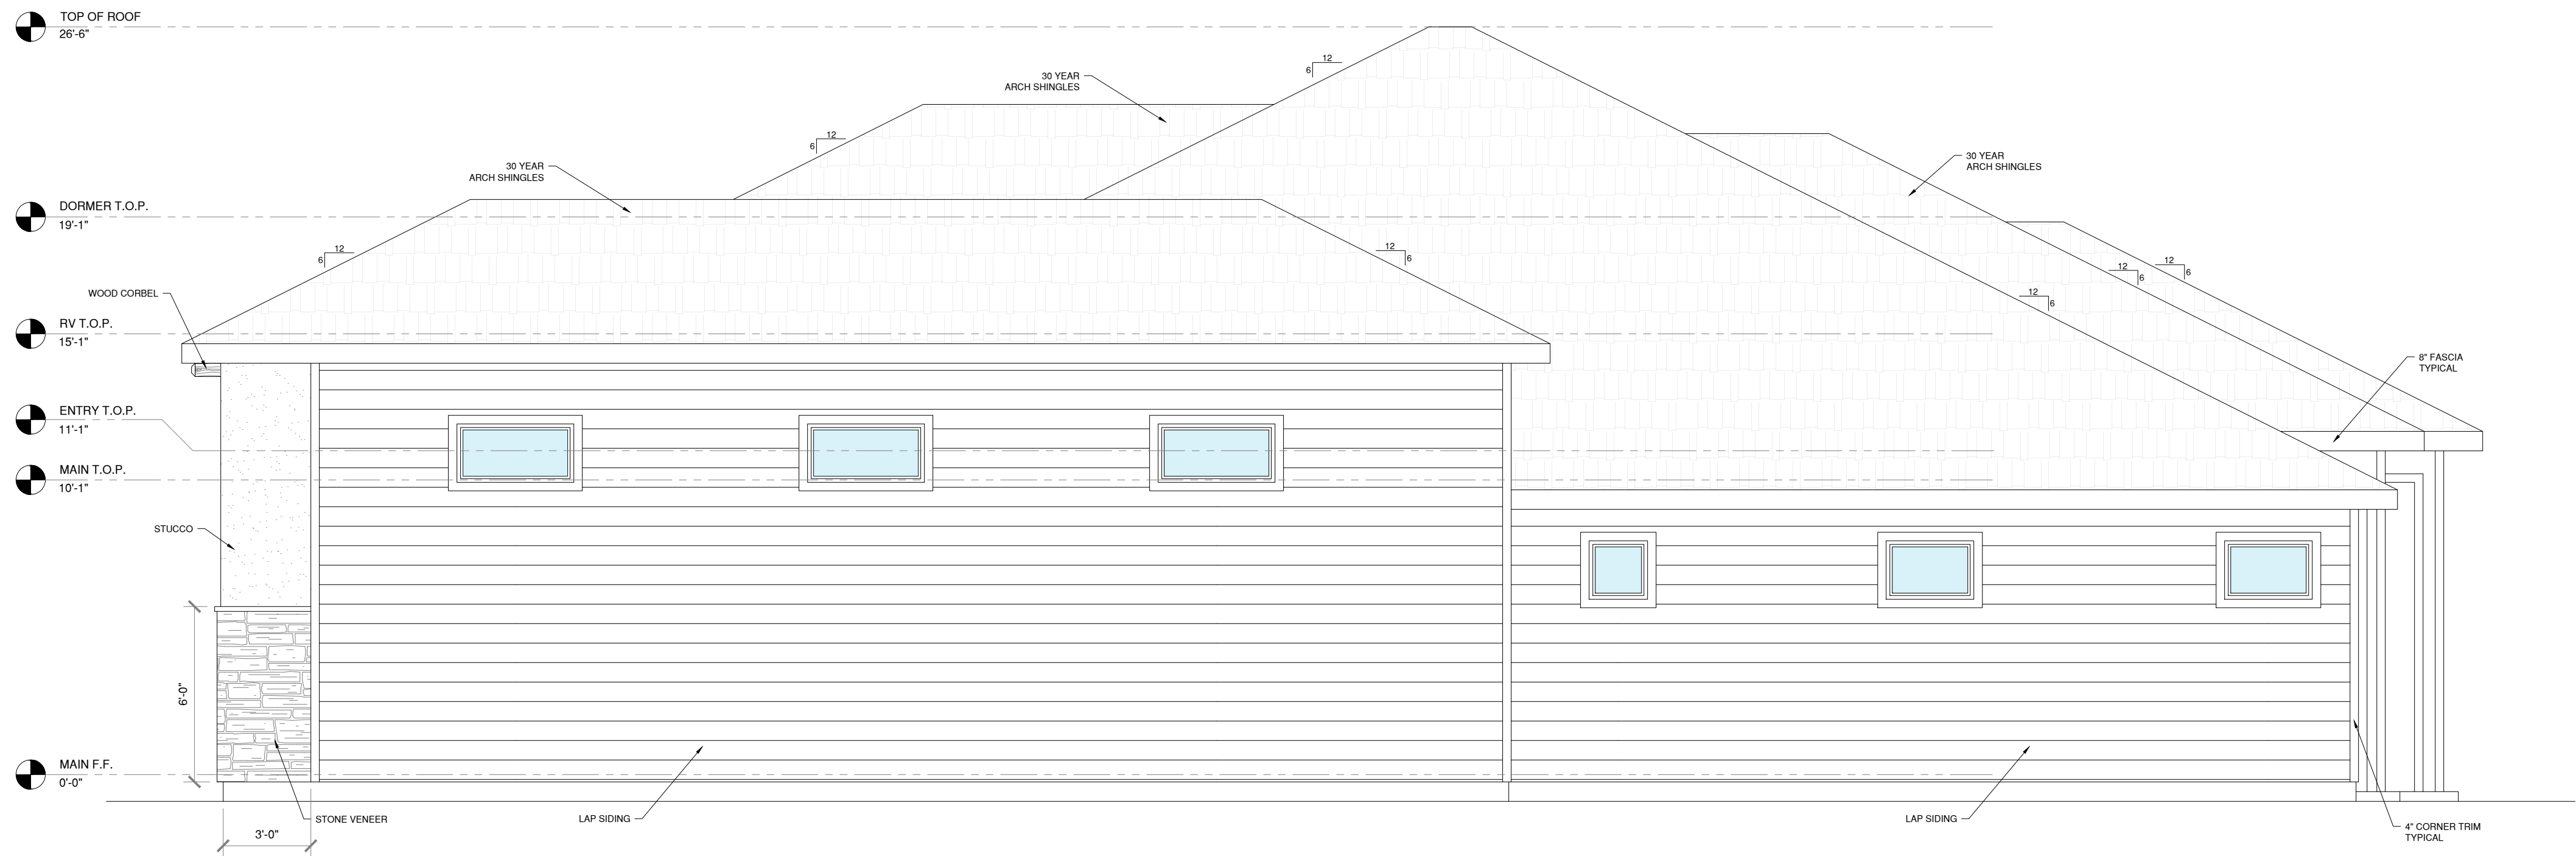 TOP OF ROOF
26'-6"
12
6
30 YEAR
ARCH SHINGLES
12
6
30 YEAR
ARCH SHINGLES
30 YEAR
ARCH SHINGLES
DORMER T.O.P.
19'-1"
12
6
12
6
12
6
12
6
12
6
WOOD CORBEL
RV T.O.P.
15'-1"
8" FASCIA
TYPICAL
ENTRY T.O.P.
11'-1"
MAIN T.O.P.
10'-1"
STUCCO
6'-0"
MAIN F.F.
0'-0"
STONE VENEER
LAP SIDING
LAP SIDING
3'-0"
4" CORNER TRIM
TYPICAL